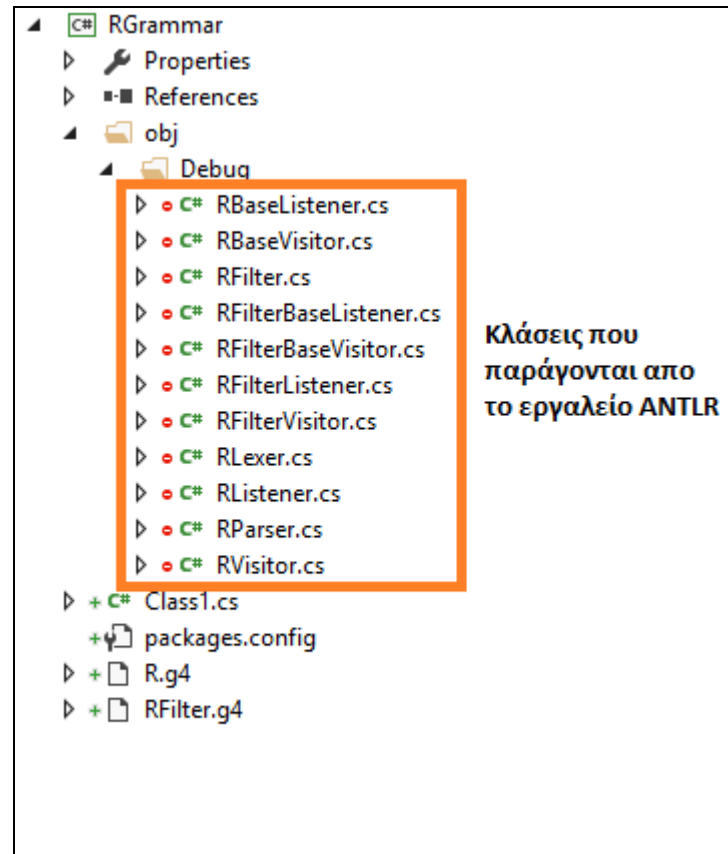 C# RGrammar
Properties
References
obj
Debug
C# RBaseListener.cs
C# RBaseVisitor.cs
C# RFilter.cs
C# RFilterBaseListener.cs
C# RFilterBaseVisitor.cs
C# RFilterListener.cs
C# RFilterVisitor.cs
C# RLexer.cs
C# RListener.cs
C# RParser.cs
C# RVisitor.cs
Κλάσεις που
παράγονται απο
το εργαλείο ANTLR
+ C# Class1.cs
+ packages.config
+ R.g4
+ RFilter.g4